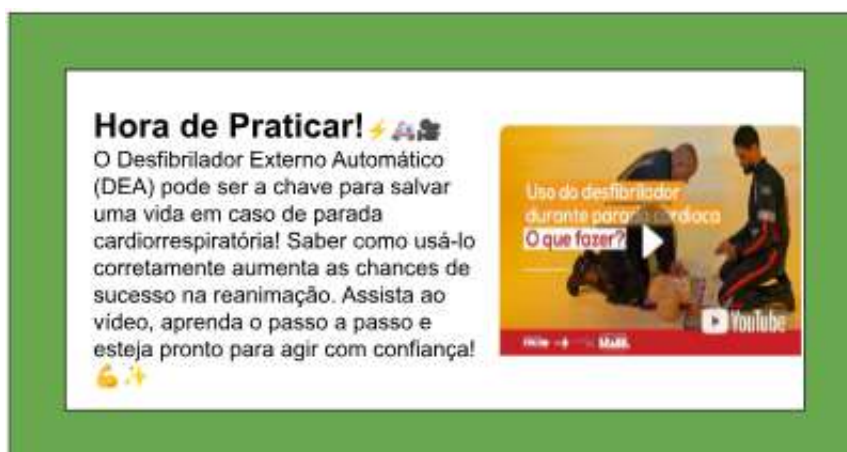 Hora de Praticar!⚡🚑🎥
O Desfibrilador Externo Automático
(DEA) pode ser a chave para salvar
uma vida em caso de parada
cardiorrespiratória! Saber como usá-lo
corretamente aumenta as chances de
sucesso na reanimação. Assista ao
vídeo, aprenda o passo a passo e
esteja pronto para agir com confiança!
💪✨
Uso do desfibrilador
durante parada cardíaca
O que fazer?
YouTube